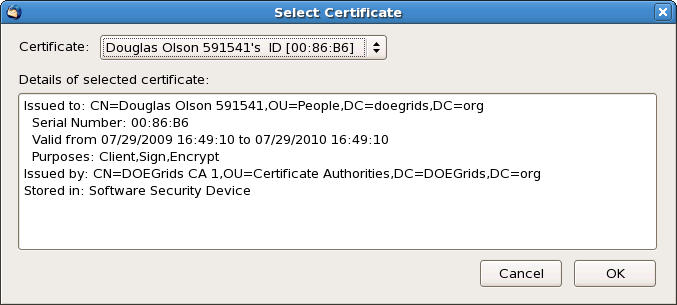 Select Certificate
Certificate: Douglas Olson 591541's ID [00:86:B6]
Details of selected certificate:
Issued to: CN=Douglas Olson 591541,OU=People,DC=doegrids,DC=org
Serial Number: 00:86:B6
Valid from 07/29/2009 16:49:10 to 07/29/2010 16:49:10
Purposes: Client,Sign,Encrypt
Issued by: CN=DOEGrids CA 1,OU=Certificate Authorities,DC=DOEGrids,DC=org
Stored in: Software Security Device
Cancel OK